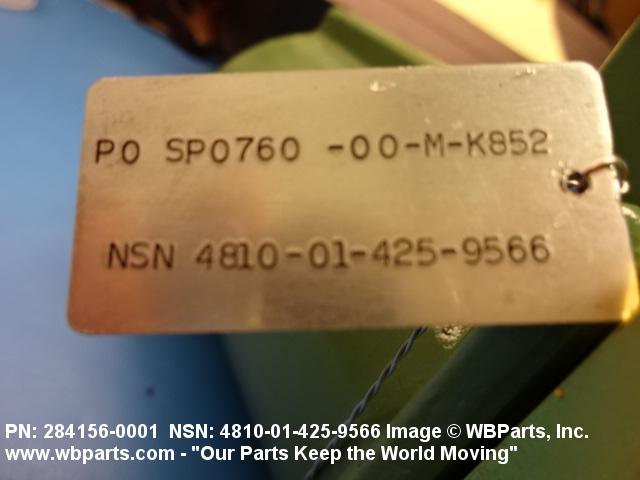 PO SP0760 -00-M-K852
NSN 4810-01-425-9566
PN: 284156-0001 NSN: 4810-01-425-9566 Image © WBParts, Inc.
www.wbparts.com - "Our Parts Keep the World Moving"